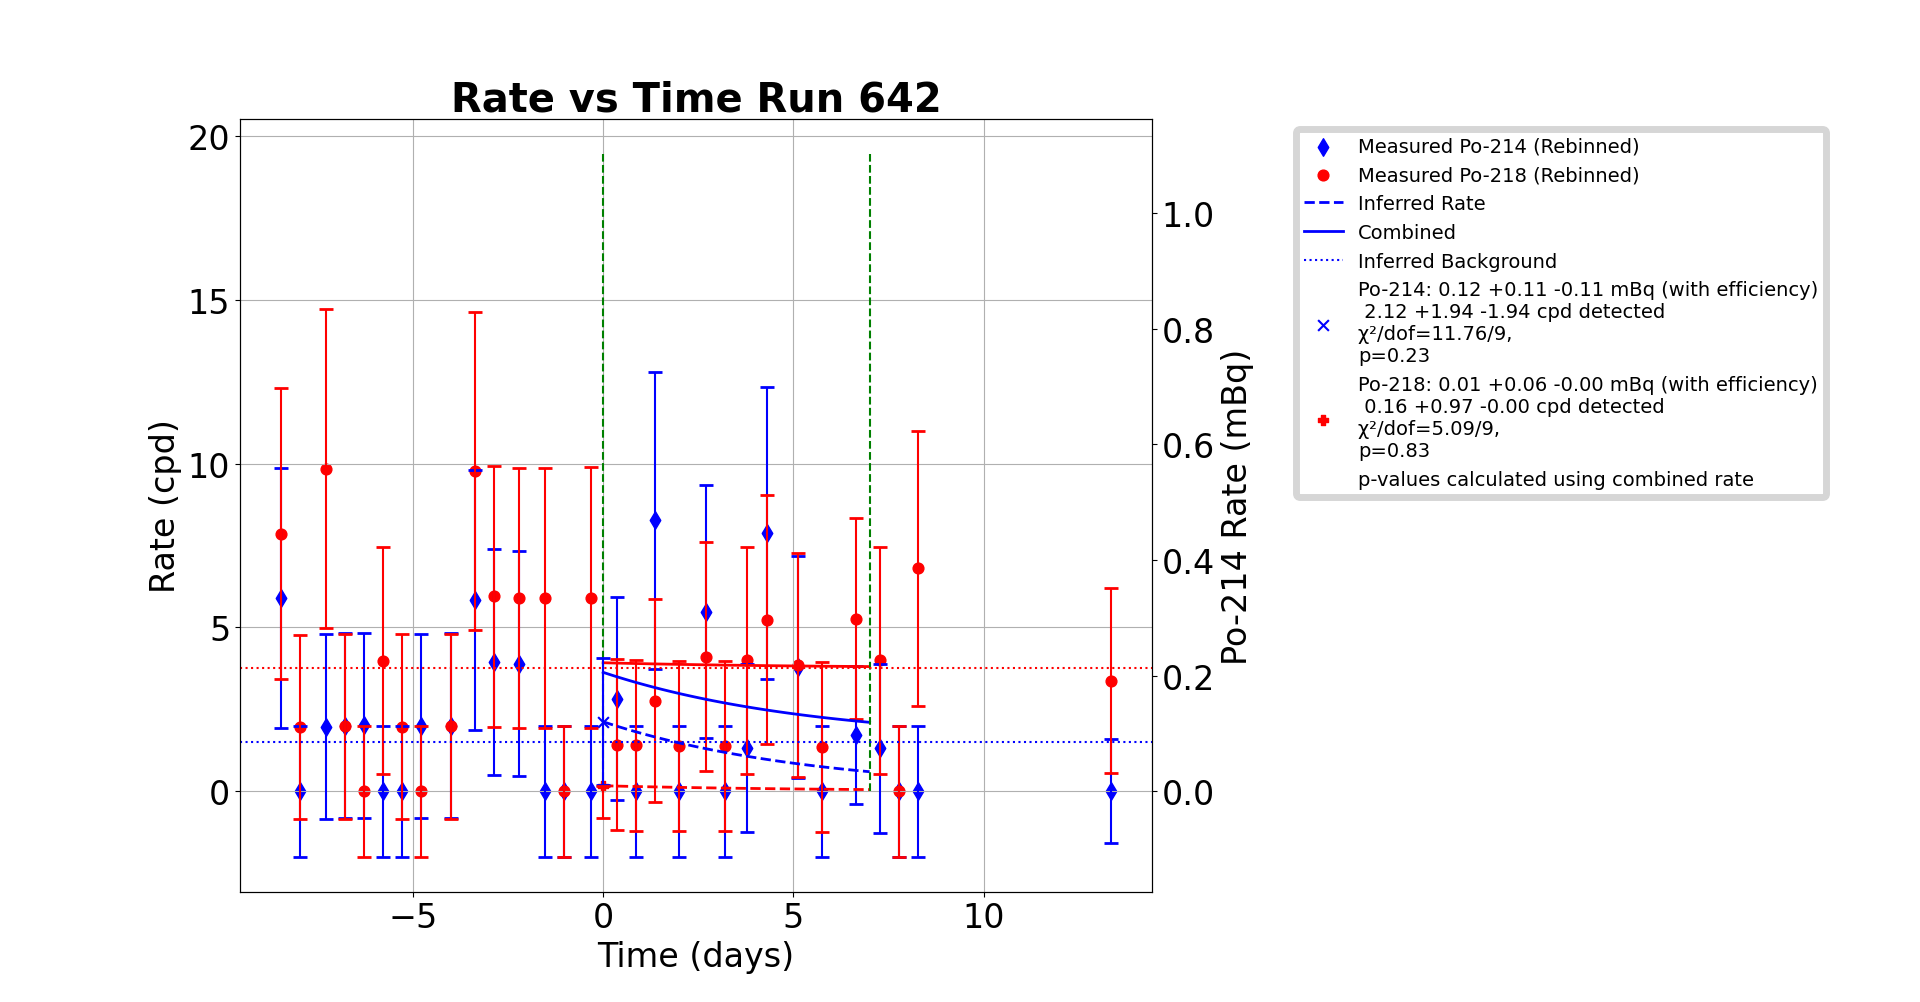 Rate vs Time Run 642
20
15
10
5
0
Rate (cpd)
−5
0
5
10
Time (days)
1.0
0.8
0.6
0.4
0.2
0.0
Po-214 Rate (mBq)
Measured Po-214 (Rebinned)
Measured Po-218 (Rebinned)
Inferred Rate
Combined
Inferred Background
Po-214: 0.12 +0.11 -0.11 mBq (with efficiency)
2.12 +1.94 -1.94 cpd detected
χ²/dof=11.76/9,
p=0.23
Po-218: 0.01 +0.06 -0.00 mBq (with efficiency)
0.16 +0.97 -0.00 cpd detected
χ²/dof=5.09/9,
p=0.83
p-values calculated using combined rate